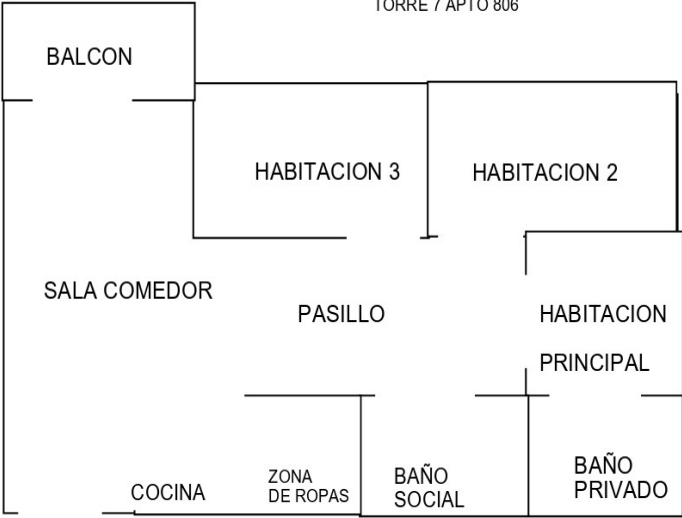 TORRE 7 APTO 806
BALCON
HABITACION 3
HABITACION 2
SALA COMEDOR
PASILLO
HABITACION
PRINCIPAL
COCINA
ZONA
DE ROPAS
BAÑO
SOCIAL
BAÑO
PRIVADO